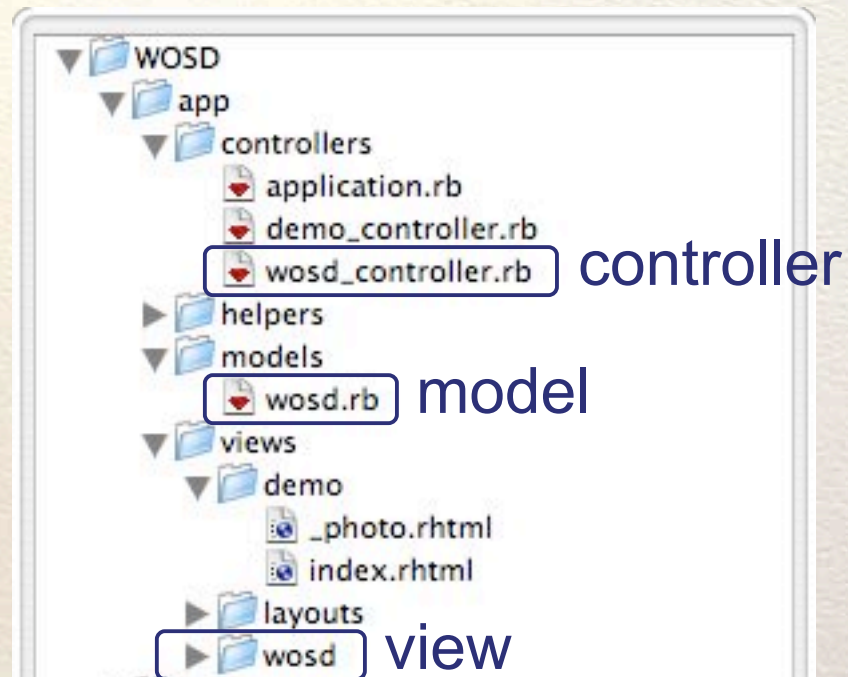 WOSD
app
controllers
application.rb
demo_controller.rb
wosd_controller.rb controller
helpers
models
wosd.rb model
views
demo
_photo.rhtml
index.rhtml
layouts
wosd view